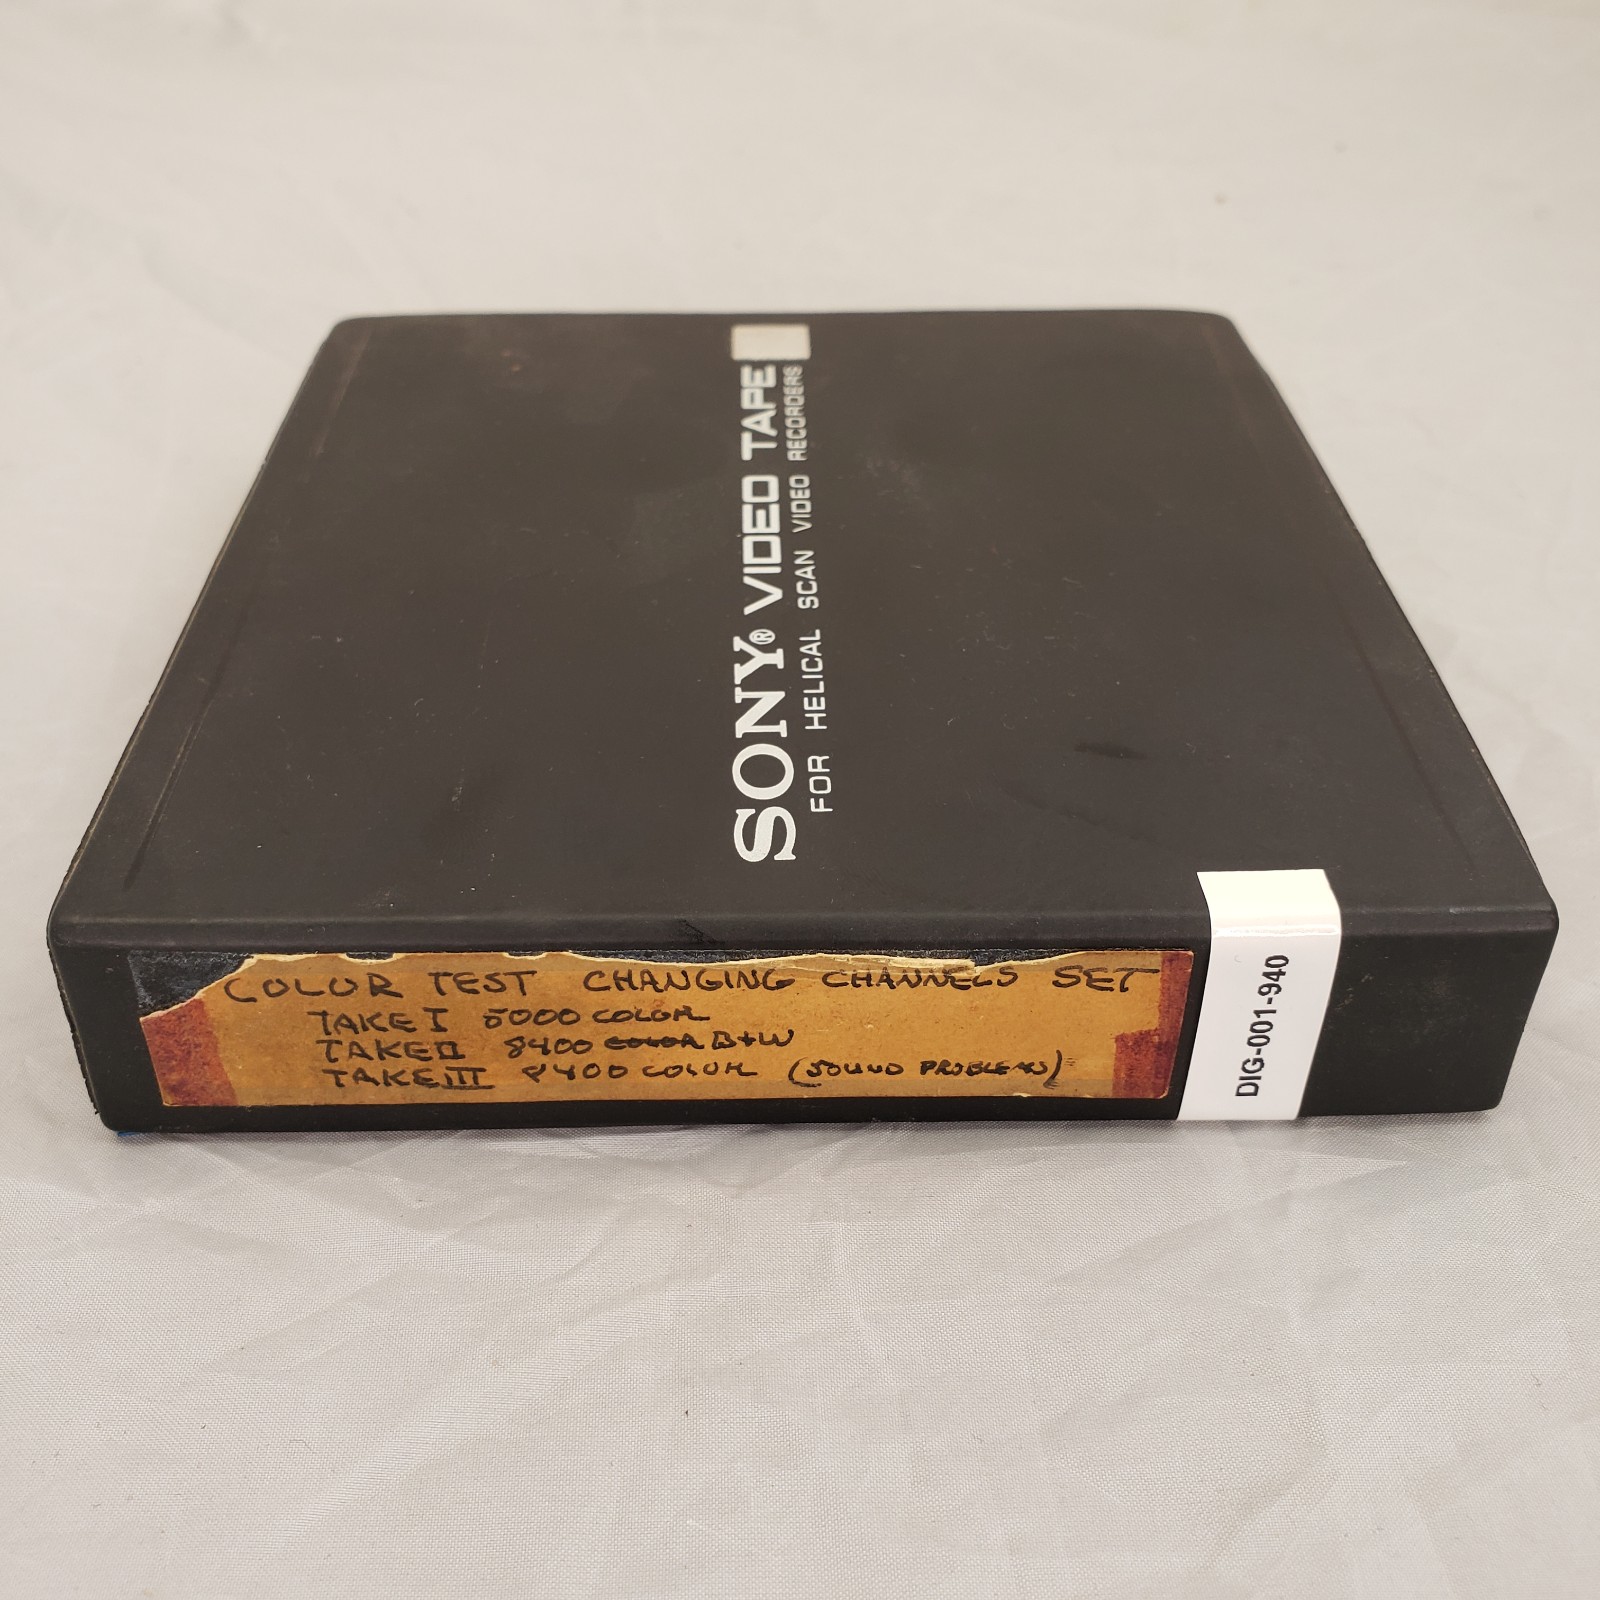 SONY® VIDEO TAPE
FOR HELICAL SCAN VIDEO RECORDERS
COLOR TEST CHANGING CHANNELS SET
TAKE I 5000 COLOR
TAKE II 8400 COLOR B+W
TAKE III 8400 COLOR (SOUND PROBLEMS)
DIG-001-940